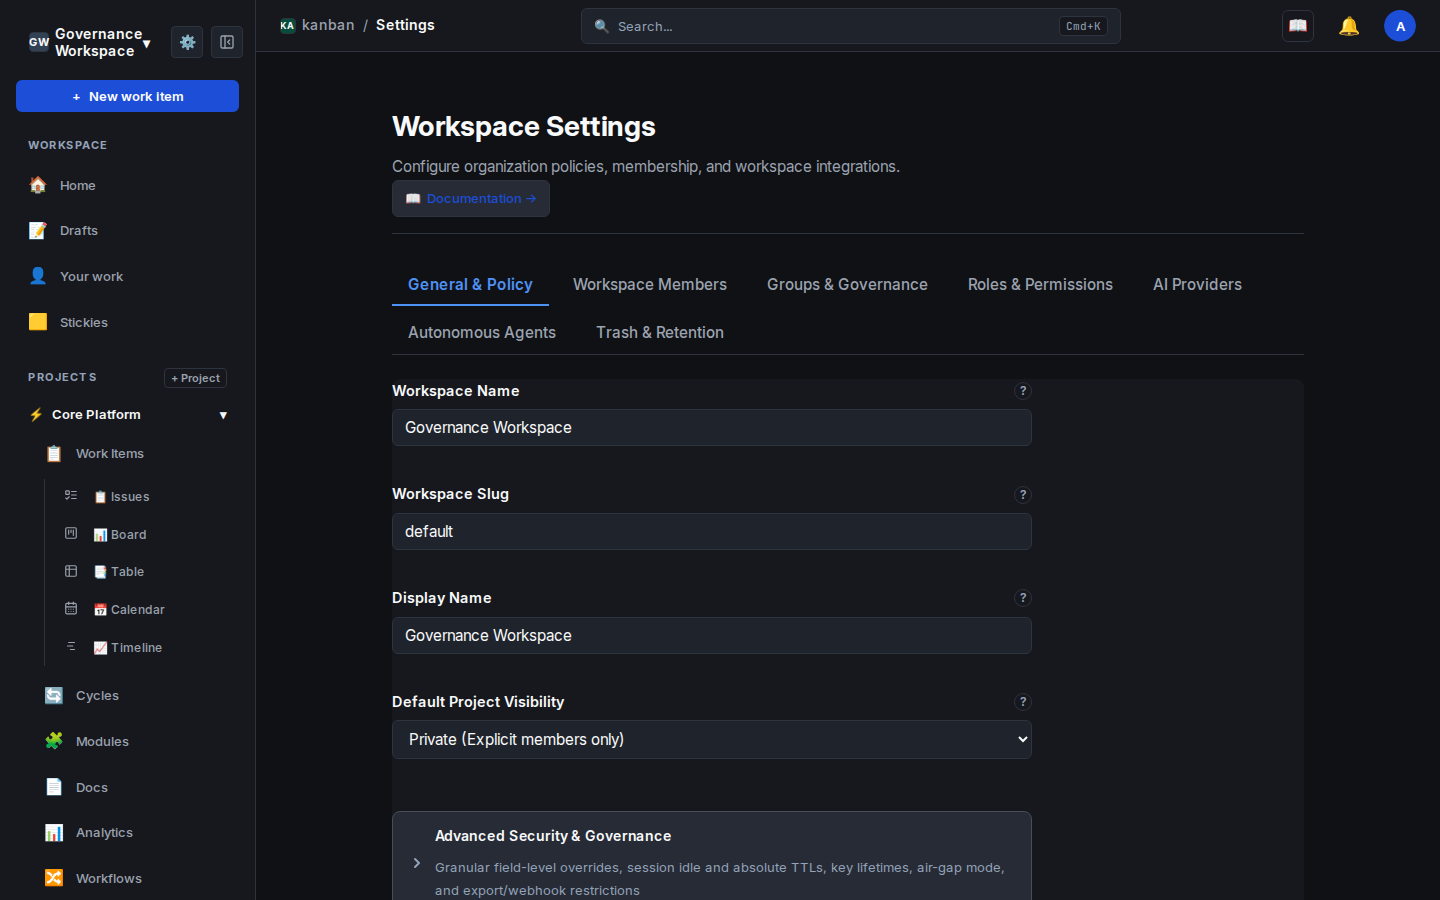 GW Governance Workspace ▾
+ New work item
WORKSPACE
Home
Drafts
Your work
Stickies
PROJECTS
+ Project
Core Platform ▾
Work Items
Issues
Board
Table
Calendar
Timeline
Cycles
Modules
Docs
Analytics
Workflows
KA kanban / Settings
Search...
Cmd+K
A
Workspace Settings
Configure organization policies, membership, and workspace integrations.
Documentation →
General & Policy
Workspace Members
Groups & Governance
Roles & Permissions
AI Providers
Autonomous Agents
Trash & Retention
Workspace Name ?
Governance Workspace
Workspace Slug ?
default
Display Name ?
Governance Workspace
Default Project Visibility ?
Private (Explicit members only)
Advanced Security & Governance
Granular field-level overrides, session idle and absolute TTLs, key lifetimes, air-gap mode,
and export/webhook restrictions